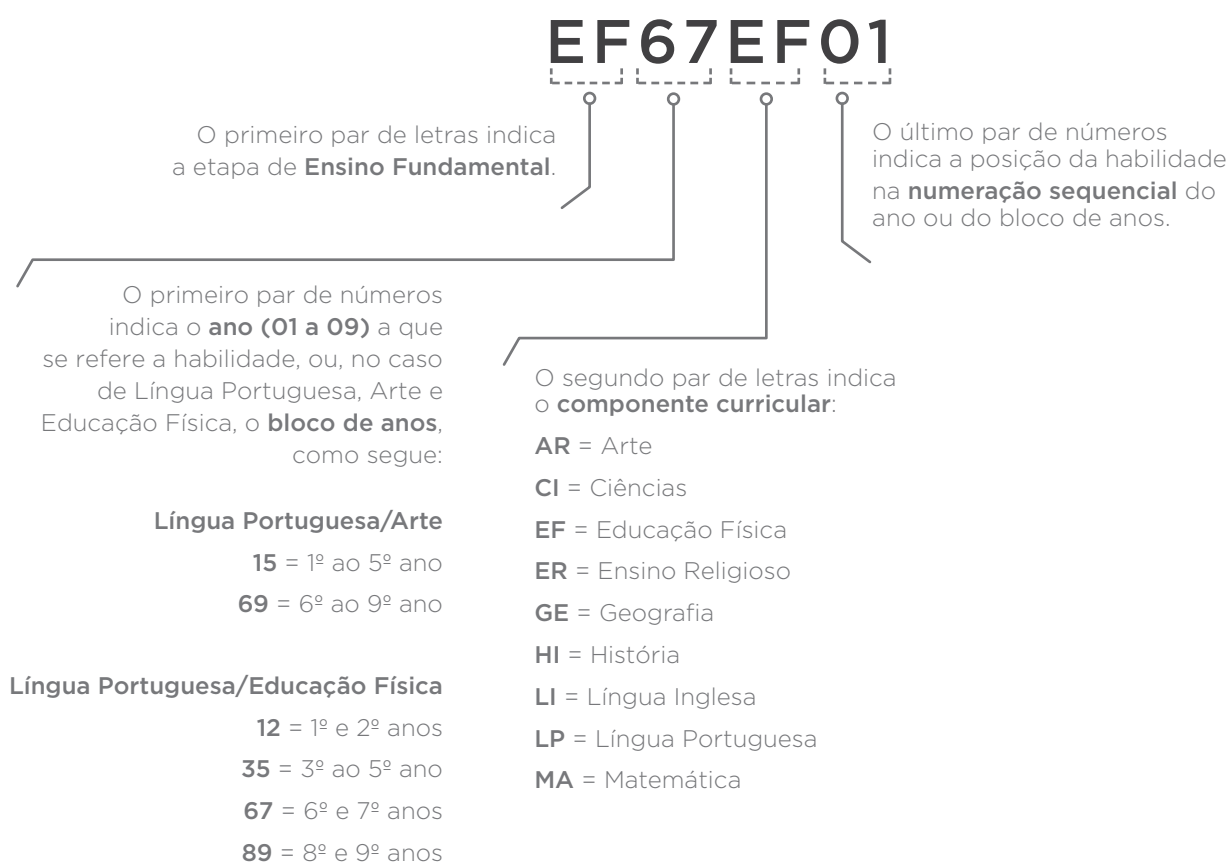 EF67EF01
O primeiro par de letras indica
a etapa de Ensino Fundamental.
O último par de números
indica a posição da habilidade
na numeração sequencial do
ano ou do bloco de anos.
O primeiro par de números
indica o ano (01 a 09) a que
se refere a habilidade, ou, no caso
de Língua Portuguesa, Arte e
Educação Física, o bloco de anos,
como segue:
Língua Portuguesa/Arte
15 = 1º ao 5º ano
69 = 6º ao 9º ano
Língua Portuguesa/Educação Física
12 = 1º e 2º anos
35 = 3º ao 5º ano
67 = 6º e 7º anos
89 = 8º e 9º anos
O segundo par de letras indica
o componente curricular:
AR = Arte
CI = Ciências
EF = Educação Física
ER = Ensino Religioso
GE = Geografia
HI = História
LI = Língua Inglesa
LP = Língua Portuguesa
MA = Matemática